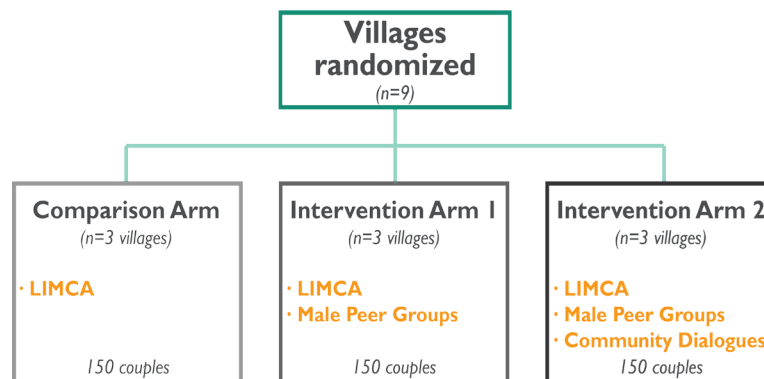 Villages
randomized
(n=9)
Comparison Arm
(n=3 villages)
· LIMCA
150 couples
Intervention Arm 1
(n=3 villages)
· LIMCA
· Male Peer Groups
150 couples
Intervention Arm 2
(n=3 villages)
· LIMCA
· Male Peer Groups
· Community Dialogues
150 couples